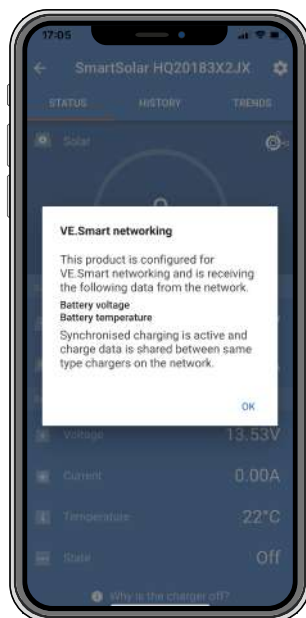 17:05
SmartSolar HQ20183X2JX
STATUS HISTORY TRENDS
Solar
VE.Smart networking
This product is configured for
VE.Smart networking and is receiving
the following data from the network.
Battery voltage
Battery temperature
Synchronised charging is active and
charge data is shared between same
type chargers on the network.
OK
Voltage 13.53V
Current 0.00A
Temperature 22°C
State Off
Why is the charger off?